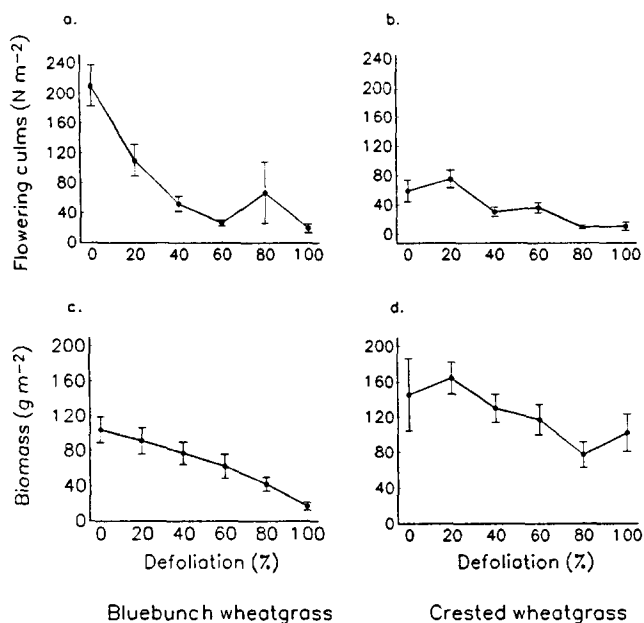 a.
b.
Flowering culms (N m⁻²)
240
200
160
120
80
40
0
0 20 40 60 80 100
240
200
160
120
80
40
0
0 20 40 60 80 100
c.
d.
Biomass (g m⁻²)
200
160
120
80
40
0
0 20 40 60 80 100
Defoliation (%)
200
160
120
80
40
0
0 20 40 60 80 100
Defoliation (%)
Bluebunch wheatgrass
Crested wheatgrass